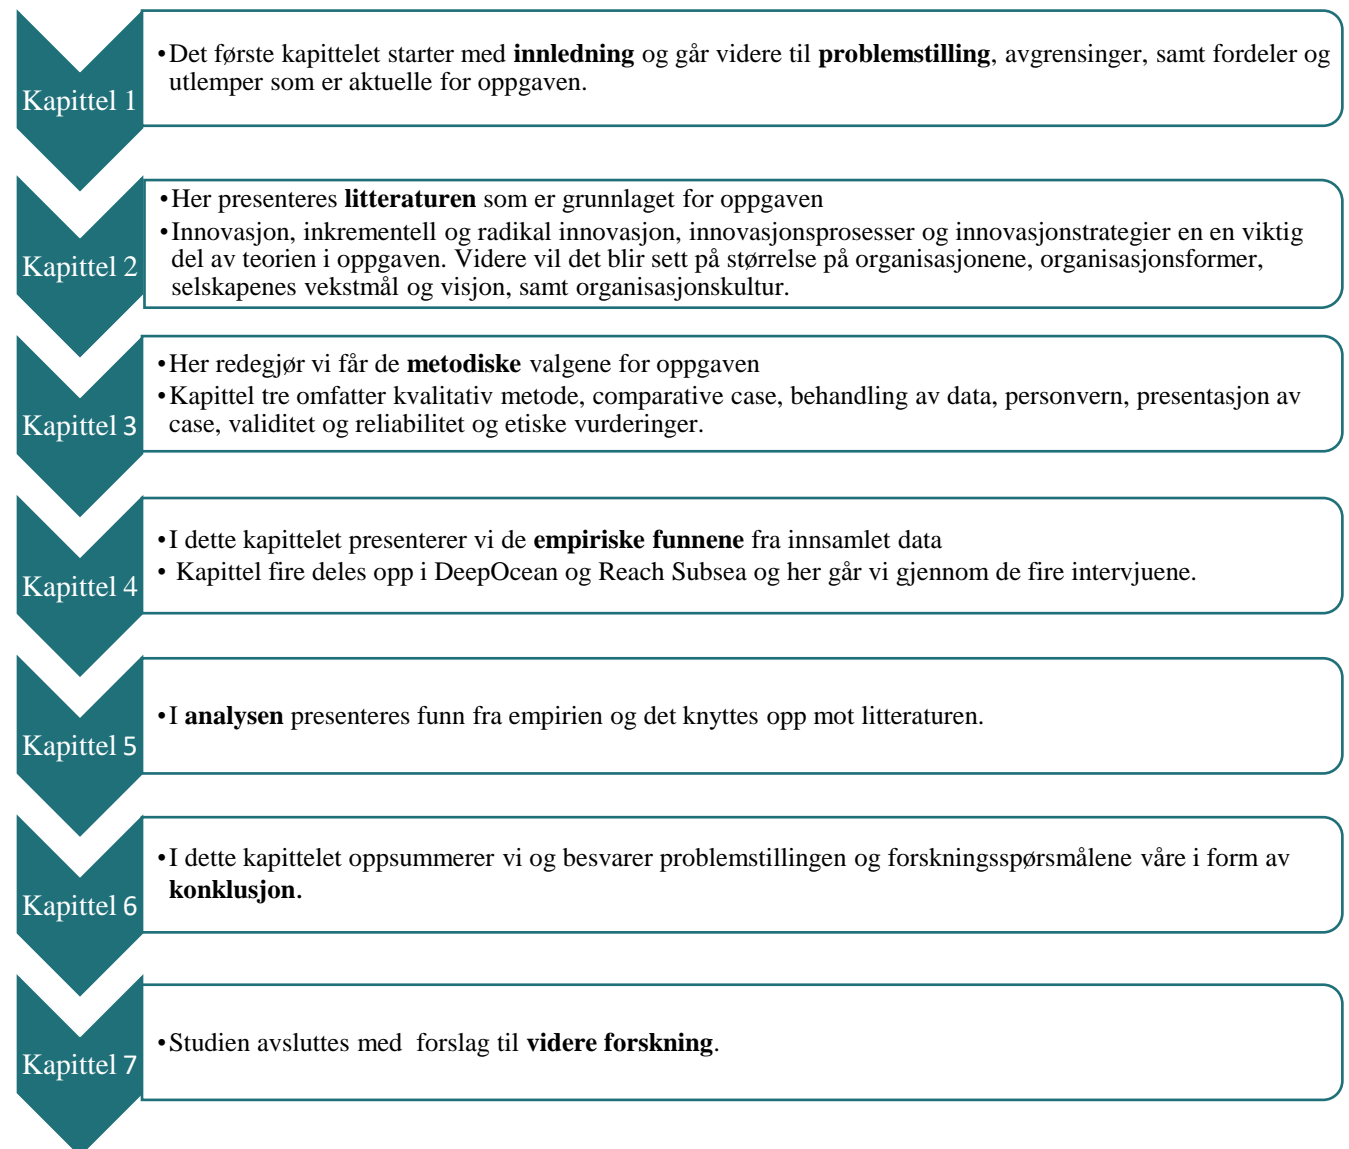 Kapittel 1
•Det første kapittelet starter med innledning og går videre til problemstilling, avgrensinger, samt fordeler og
utlemper som er aktuelle for oppgaven.
Kapittel 2
•Her presenteres litteraturen som er grunnlaget for oppgaven
•Innovasjon, inkrementell og radikal innovasjon, innovasjonsprosesser og innovasjonstrategier en en viktig
del av teorien i oppgaven. Videre vil det blir sett på størrelse på organisasjonene, organisasjonsformer,
selskapenes vekstmål og visjon, samt organisasjonskultur.
Kapittel 3
•Her redegjør vi får de metodiske valgene for oppgaven
•Kapittel tre omfatter kvalitativ metode, comparative case, behandling av data, personvern, presentasjon av
case, validitet og reliabilitet og etiske vurderinger.
Kapittel 4
•I dette kapittelet presenterer vi de empiriske funnene fra innsamlet data
• Kapittel fire deles opp i DeepOcean og Reach Subsea og her går vi gjennom de fire intervjuene.
Kapittel 5
•I analysen presenteres funn fra empirien og det knyttes opp mot litteraturen.
Kapittel 6
•I dette kapittelet oppsummerer vi og besvarer problemstillingen og forskningsspørsmålene våre i form av
konklusjon.
Kapittel 7
•Studien avsluttes med forslag til videre forskning.